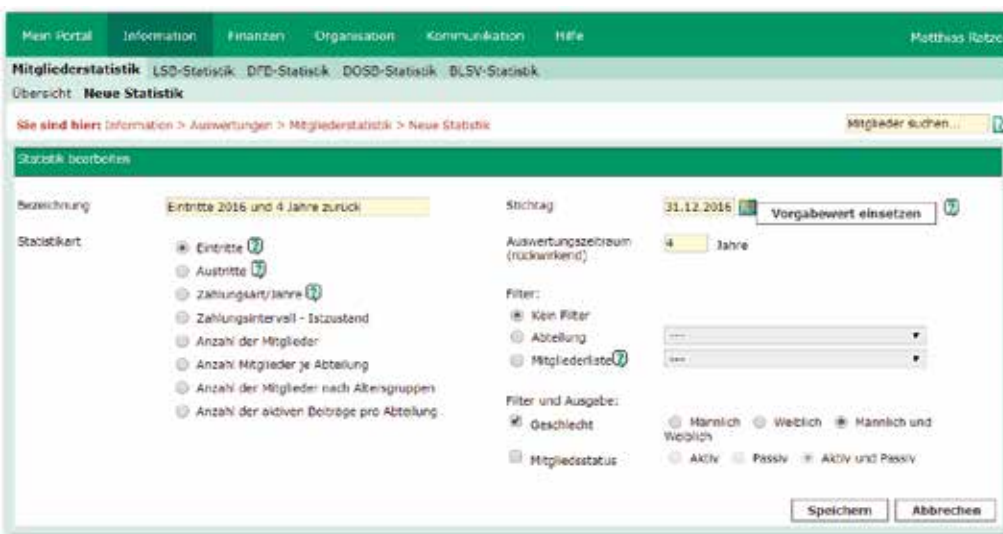 Mein Portal Information Finanzen Organisation Kommunikation Hilfe Matthias Ratze
Mitgliederstatistik LSB-Statistik DFB-Statistik DOSB-Statistik BLSV-Statistik
Übersicht Neue Statistik
Sie sind hier: Information > Auswertungen > Mitgliederstatistik > Neue Statistik Mitglieder suchen...
Statistik bearbeiten
Bezeichnung Eintritte 2016 und 4 Jahre zurück
Stichtag 31.12.2016 Vorgabewert einsetzen
Statistikart
Eintritte
Austritte
Zahlungsart/Jahre
Zahlungsintervall - Istzustand
Anzahl der Mitglieder
Anzahl Mitglieder je Abteilung
Anzahl der Mitglieder nach Altersgruppen
Anzahl der aktiven Beiträge pro Abteilung
Auswertungszeitraum
(rückwirkend) 4 Jahre
Filter:
Kein Filter
Abteilung ---
Mitgliederliste ---
Filter und Ausgabe:
Geschlecht Männlich Weiblich Männlich und
Weiblich
Mitgliedsstatus Aktiv Passiv Aktiv und Passiv
Speichern Abbrechen